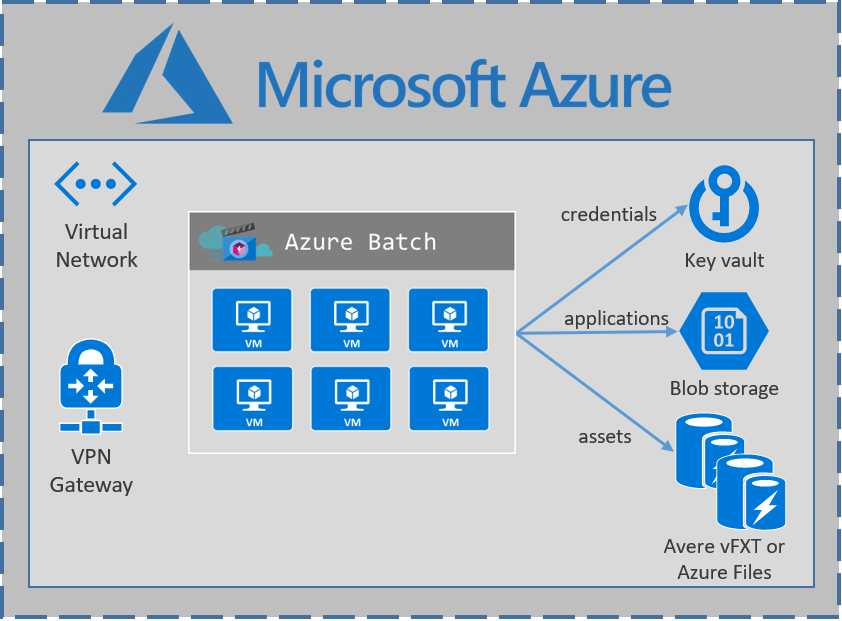 Microsoft Azure
Virtual
Network
VPN
Gateway
Azure Batch
VM
VM
VM
VM
VM
VM
credentials
applications
assets
Key vault
10
01
Blob storage
Avere vFXT or
Azure Files